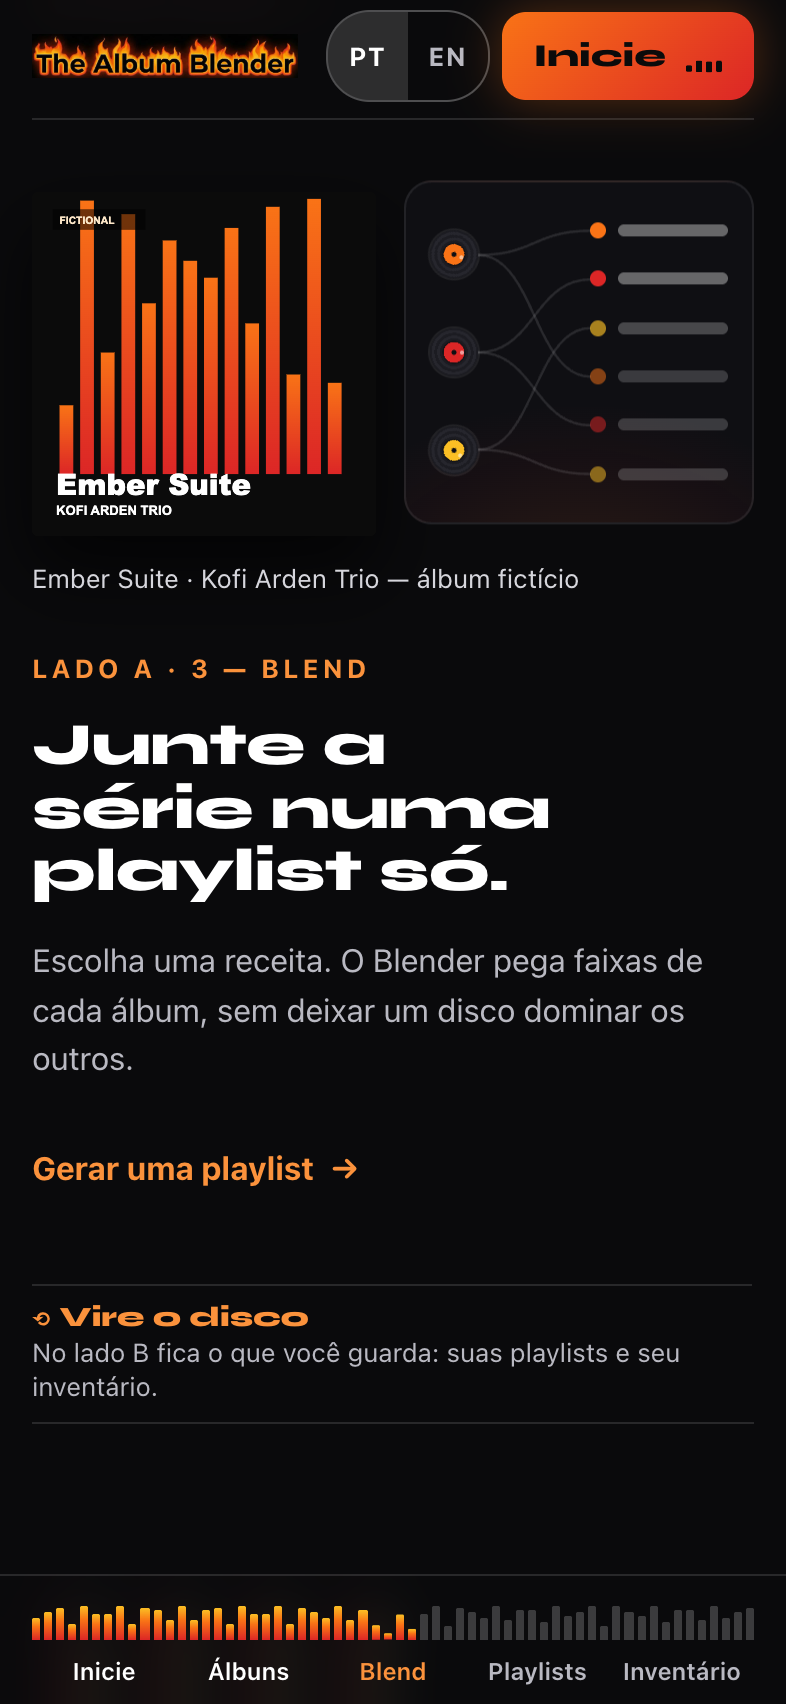 The Album Blender
PT
EN
Inicie
FICTIONAL
Ember Suite
KOFI ARDEN TRIO
Ember Suite · Kofi Arden Trio — álbum fictício
LADO A · 3 — BLEND
Junte a
série numa
playlist só.
Escolha uma receita. O Blender pega faixas de
cada álbum, sem deixar um disco dominar os
outros.
Gerar uma playlist →
⟲ Vire o disco
No lado B fica o que você guarda: suas playlists e seu
inventário.
Inicie
Álbuns
Blend
Playlists
Inventário